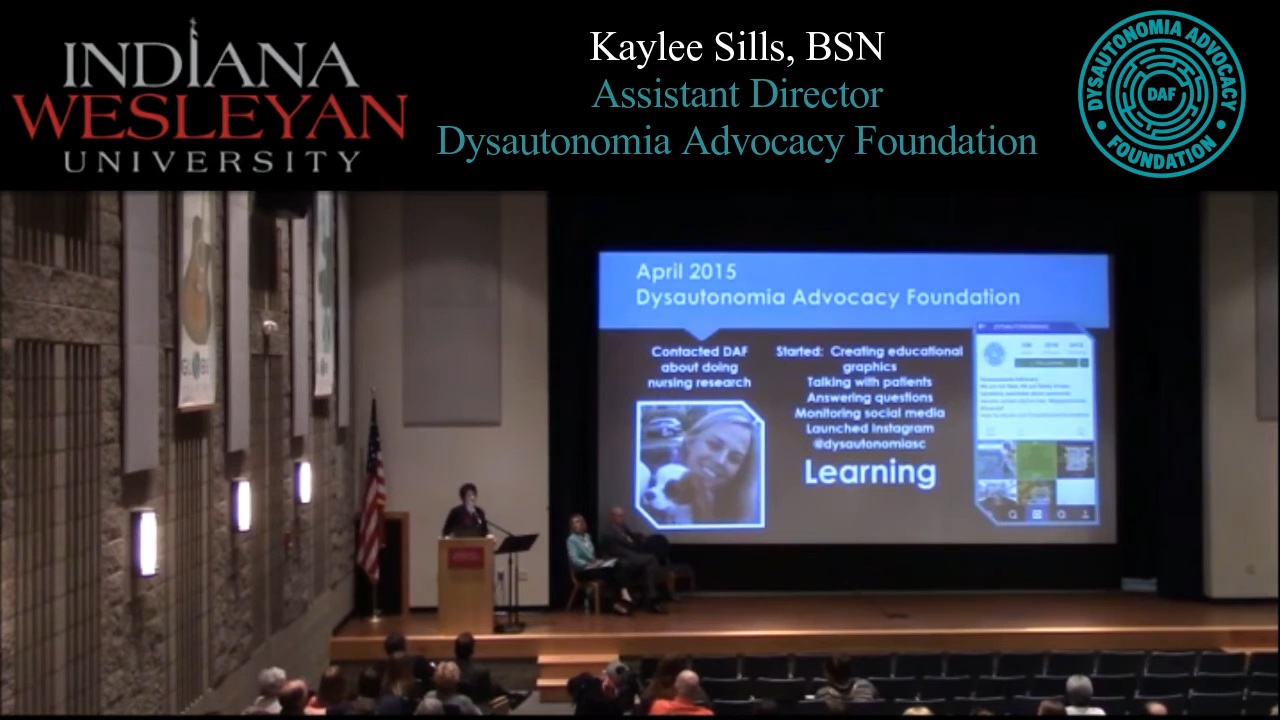 INDIANA
WESLEYAN
UNIVERSITY
Kaylee Sills, BSN
Assistant Director
Dysautonomia Advocacy Foundation
DYSAUTONOMIA ADVOCACY
DAF
FOUNDATION
April 2015
Dysautonomia Advocacy Foundation
Contacted DAF
about doing
nursing research
Started: Creating educational
graphics
Talking with patients
Answering questions
Monitoring social media
Launched Instagram
@dysautonomiasc
Learning